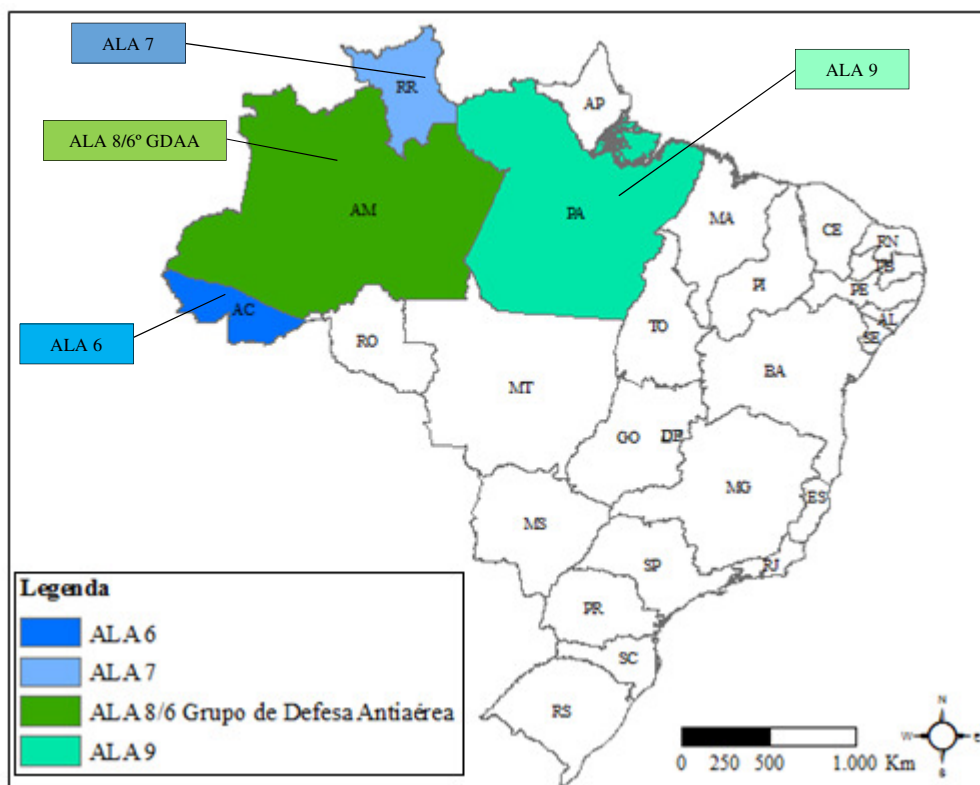 ALA 7
ALA 9
ALA 8/6º GDAA
ALA 6
RR
AP
AM
PA
MA
CE
RN
PB
PE
PI
AL
SE
AC
RO
TO
BA
MT
GO
DF
MG
ES
MS
SP
RJ
PR
SC
RS
Legenda
ALA 6
ALA 7
ALA 8/6 Grupo de Defesa Antiaérea
ALA 9
0 250 500 1.000 Km
N
W
S